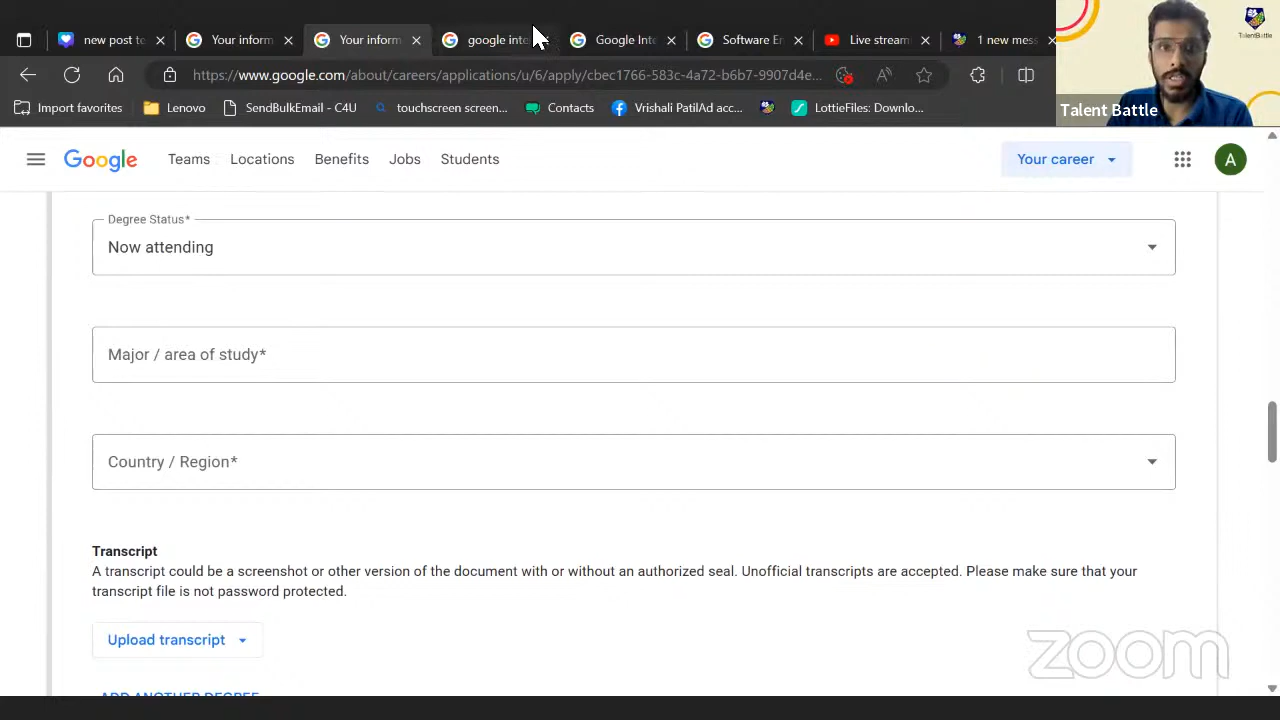 new post to
Your inform
Your inform
google inte
Google Inte
Software En
Live stream
1 new mess
TalentBattle
https://www.google.com/about/careers/applications/u/6/apply/cbec1766-583c-4a72-b6b7-9907d4e...
Import favorites
Lenovo
SendBulkEmail - C4U
touchscreen screen...
Contacts
Vrishali PatilAd acc...
LottieFiles: Downlo...
Talent Battle
Google
Teams
Locations
Benefits
Jobs
Students
Your career
A
Degree Status*
Now attending
Major / area of study*
Country / Region*
Transcript
A transcript could be a screenshot or other version of the document with or without an authorized seal. Unofficial transcripts are accepted. Please make sure that your
transcript file is not password protected.
Upload transcript
zoom
ADD ANOTHER DEGREE